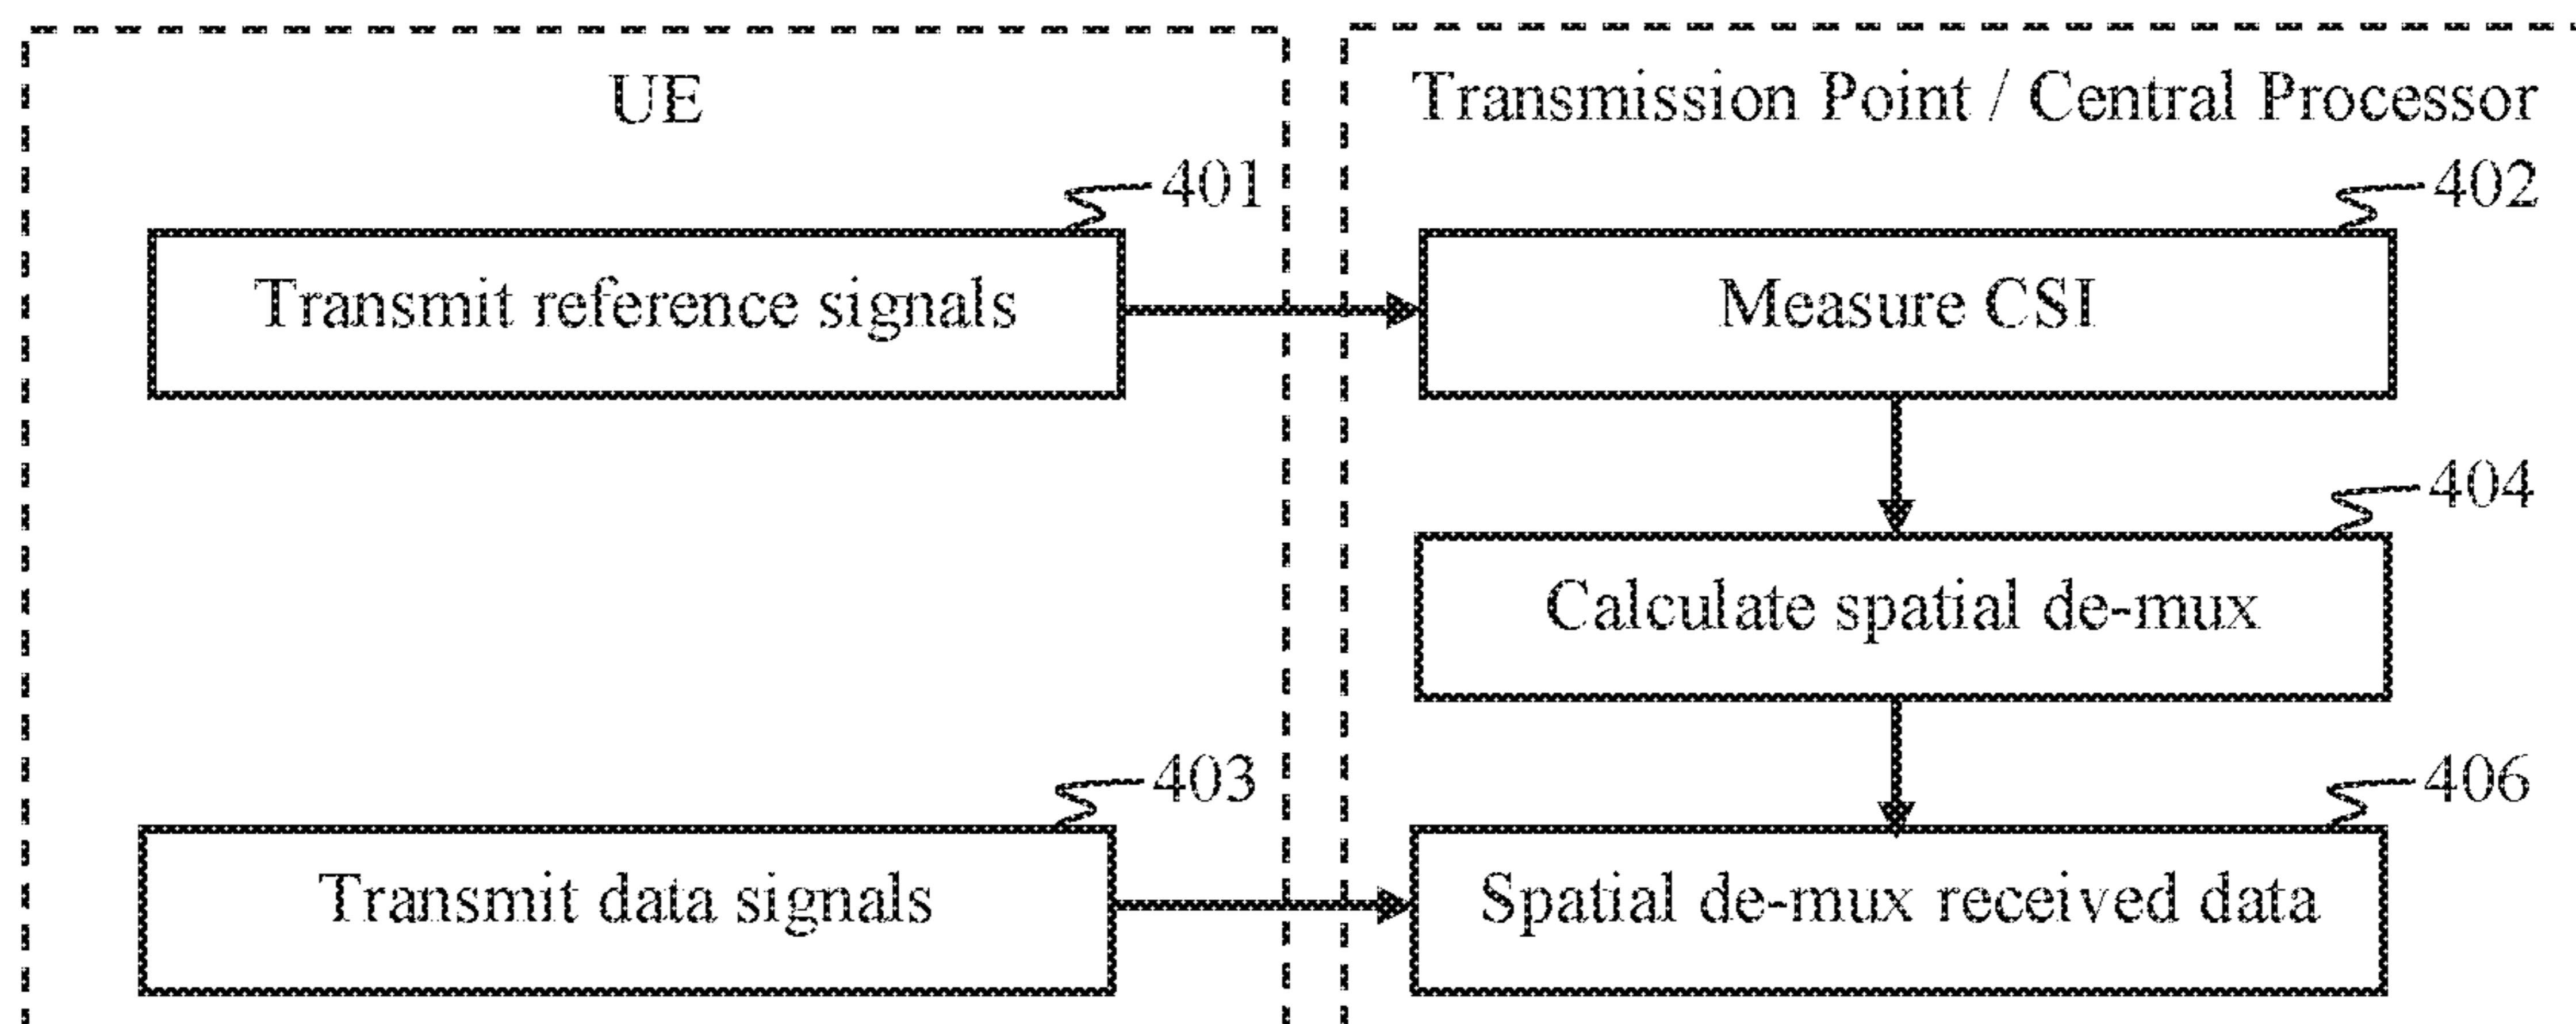 UE
Transmission Point / Central Processor
401
402
Transmit reference signals
Measure CSI
404
Calculate spatial de-mux
403
406
Transmit data signals
Spatial de-mux received data